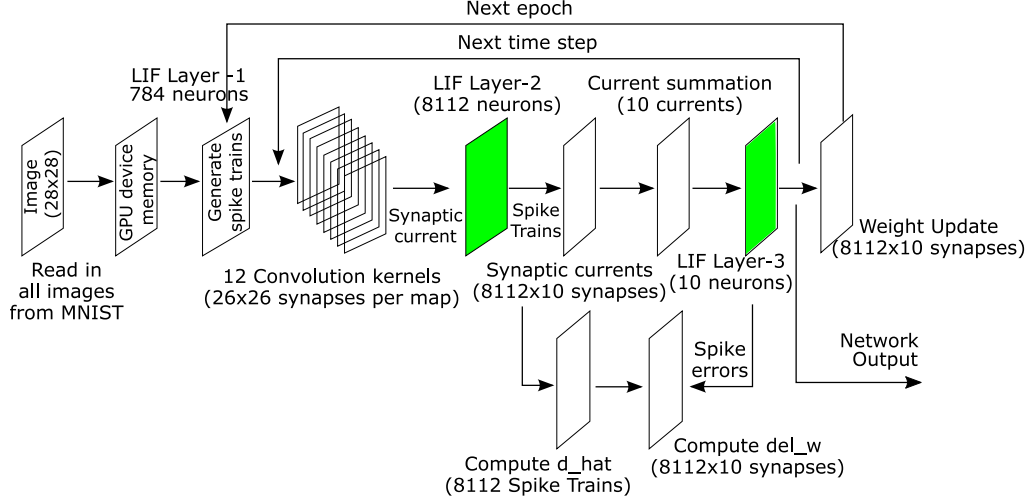 Next epoch
Next time step
LIF Layer -1
784 neurons
LIF Layer-2
(8112 neurons)
Current summation
(10 currents)
Image
(28x28)
GPU device
memory
Generate
spike trains
Synaptic
current
Spike
Trains
Weight Update
(8112x10 synapses)
Read in
all images
from MNIST
12 Convolution kernels
(26x26 synapses per map)
Synaptic currents
(8112x10 synapses)
LIF Layer-3
(10 neurons)
Spike
errors
Network
Output
Compute d_hat
(8112 Spike Trains)
Compute del_w
(8112x10 synapses)